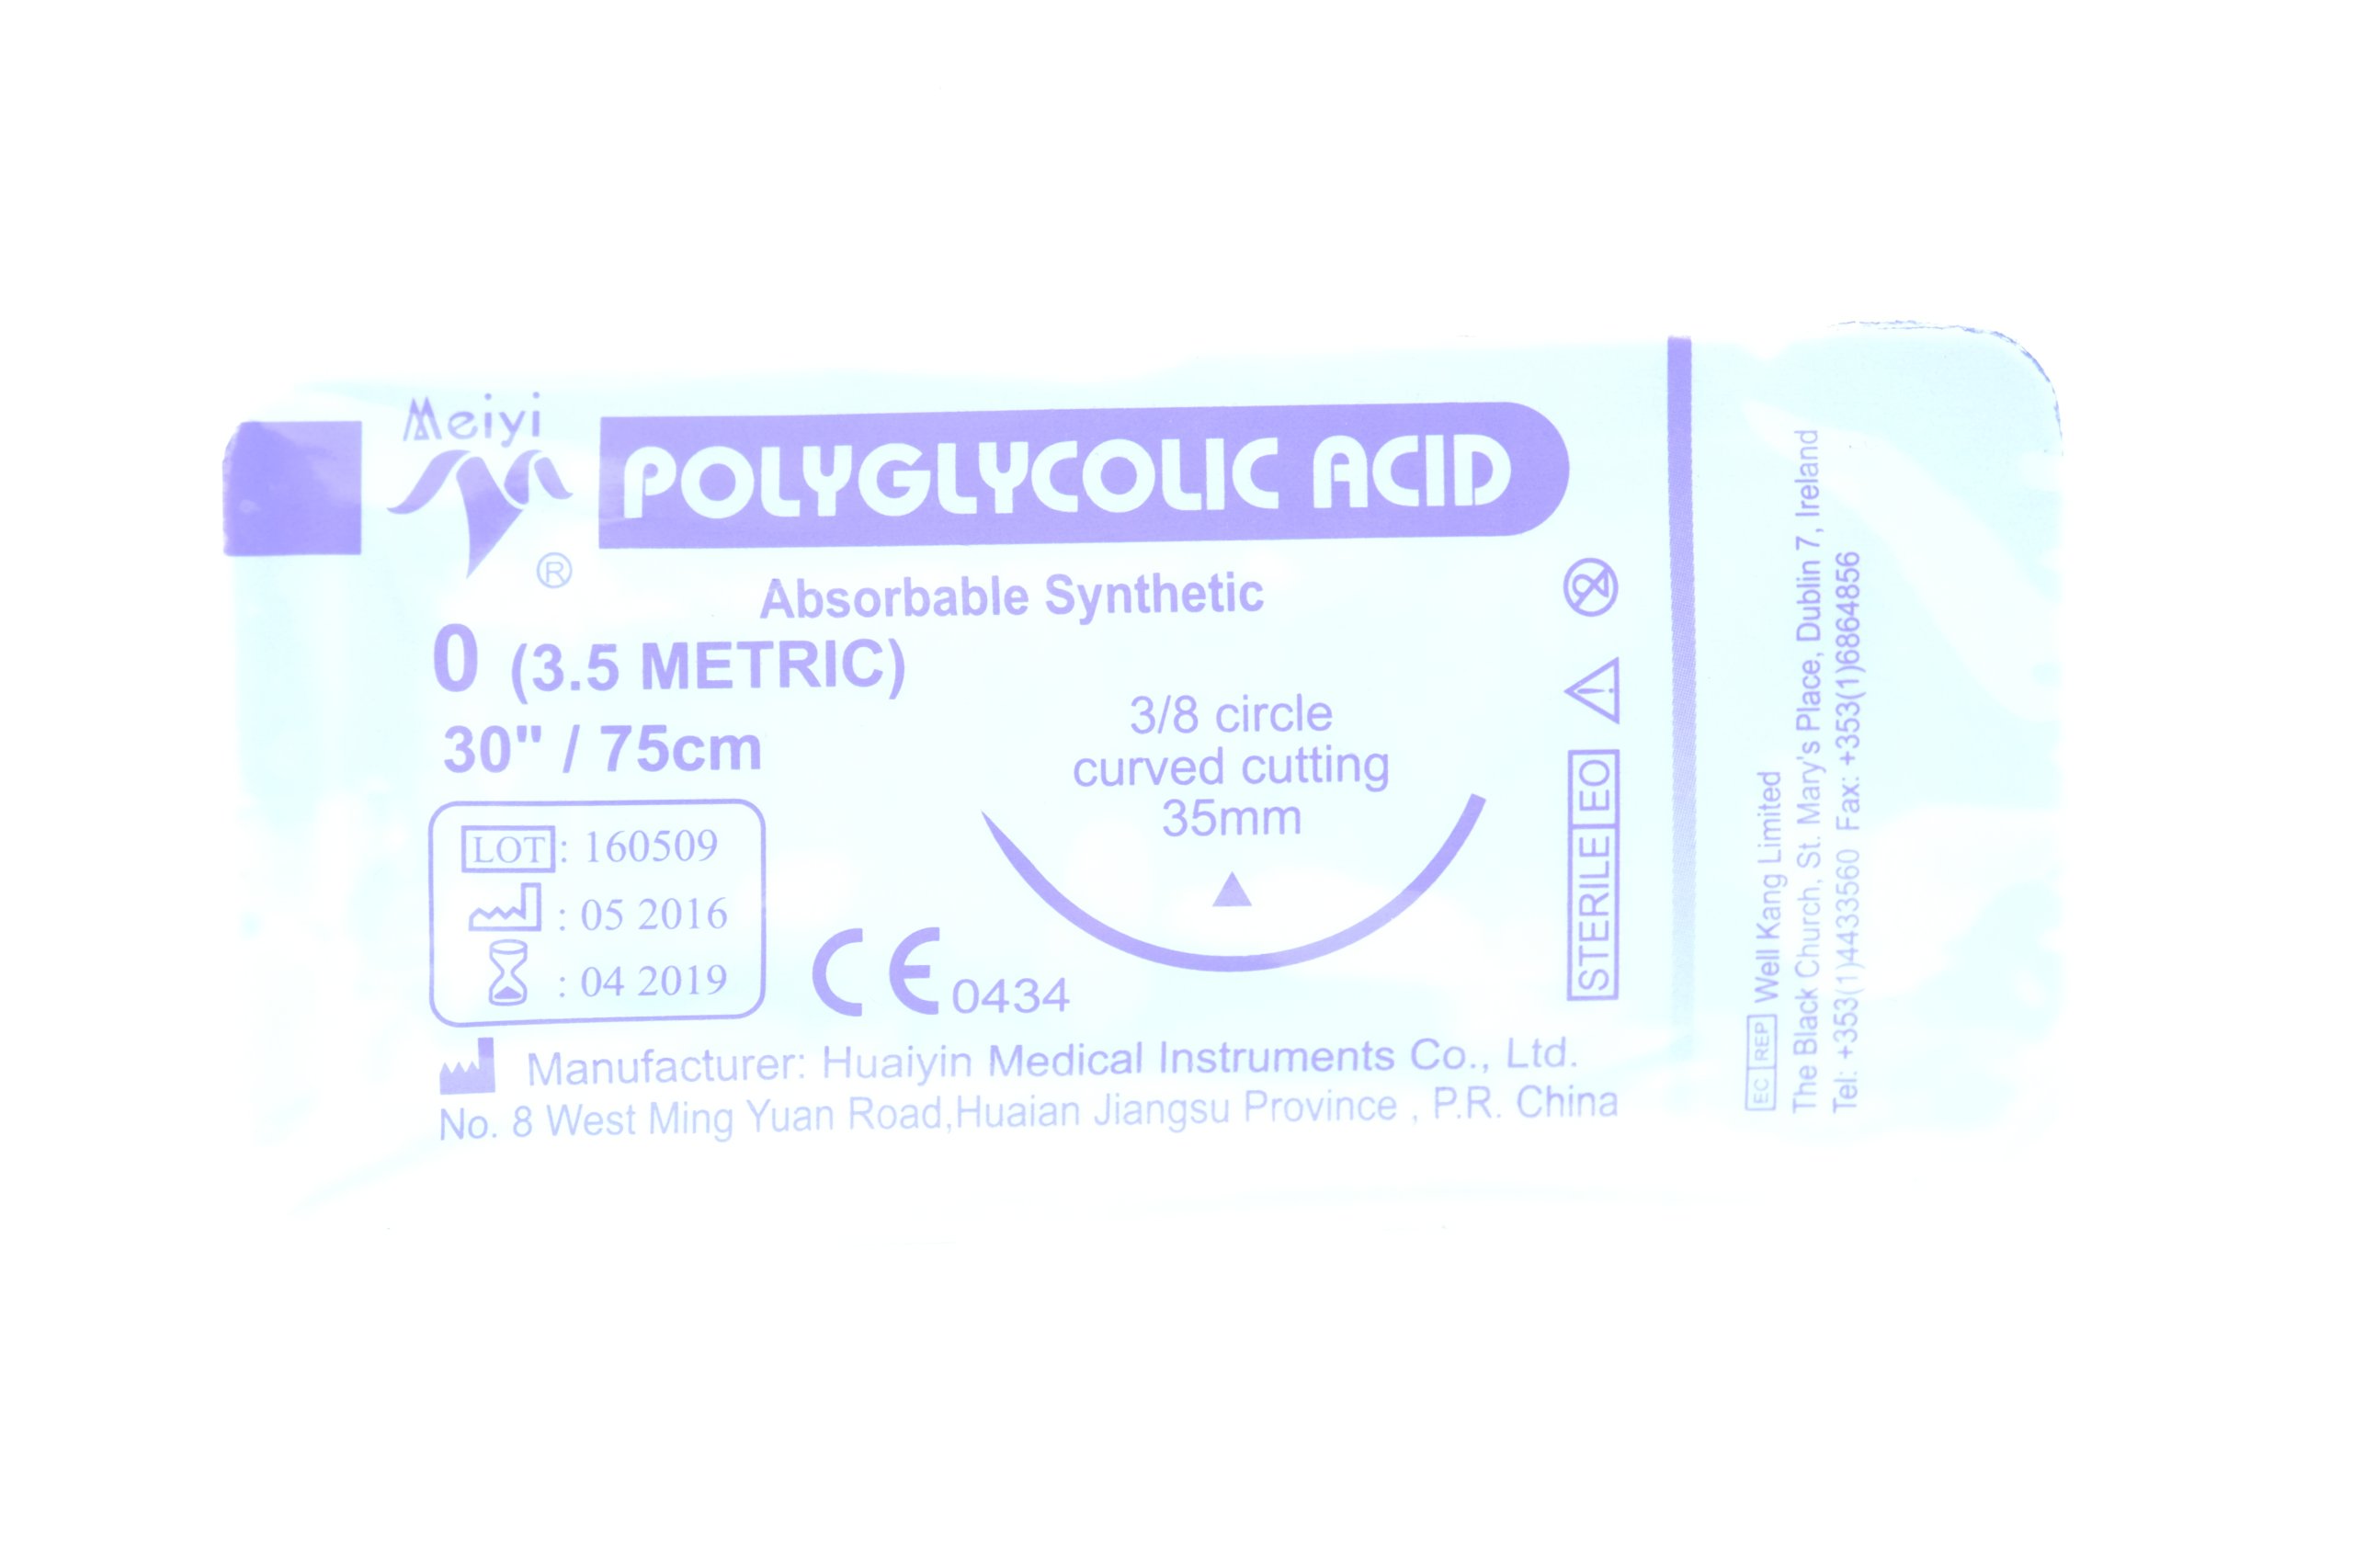 Meiyi
®
POLYGLYCOLIC ACID
Absorbable Synthetic
0 (3.5 METRIC)
30" / 75cm
3/8 circle
curved cutting
35mm
LOT : 160509
: 05 2016
: 04 2019
CE 0434
STERILE EO
Manufacturer: Huaiyin Medical Instruments Co., Ltd.
No. 8 West Ming Yuan Road,Huaian Jiangsu Province , P.R. China
EC REP Well Kang Limited
The Black Church, St. Mary's Place, Dublin 7, Ireland
Tel: +353(1)4433560 Fax: +353(1)6864856